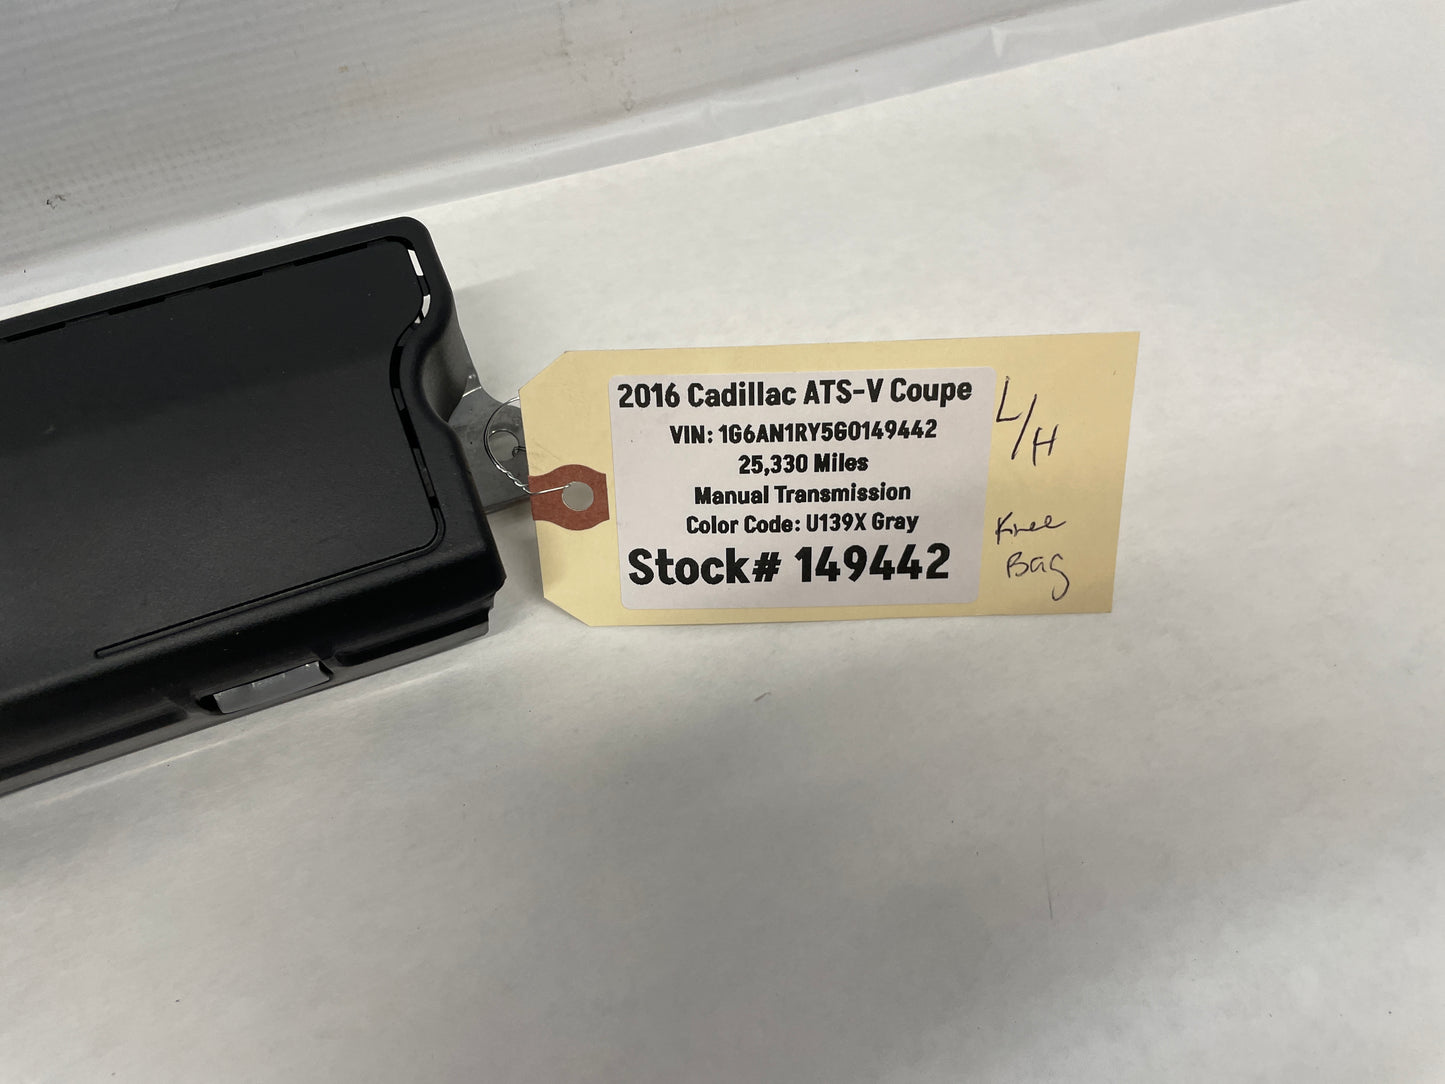 2016 Cadillac ATS-V Coupe
VIN: 1G6AN1RY5G0149442
25,330 Miles
Manual Transmission
Color Code: U139X Gray
Stock# 149442
L/H
Knee
Bag